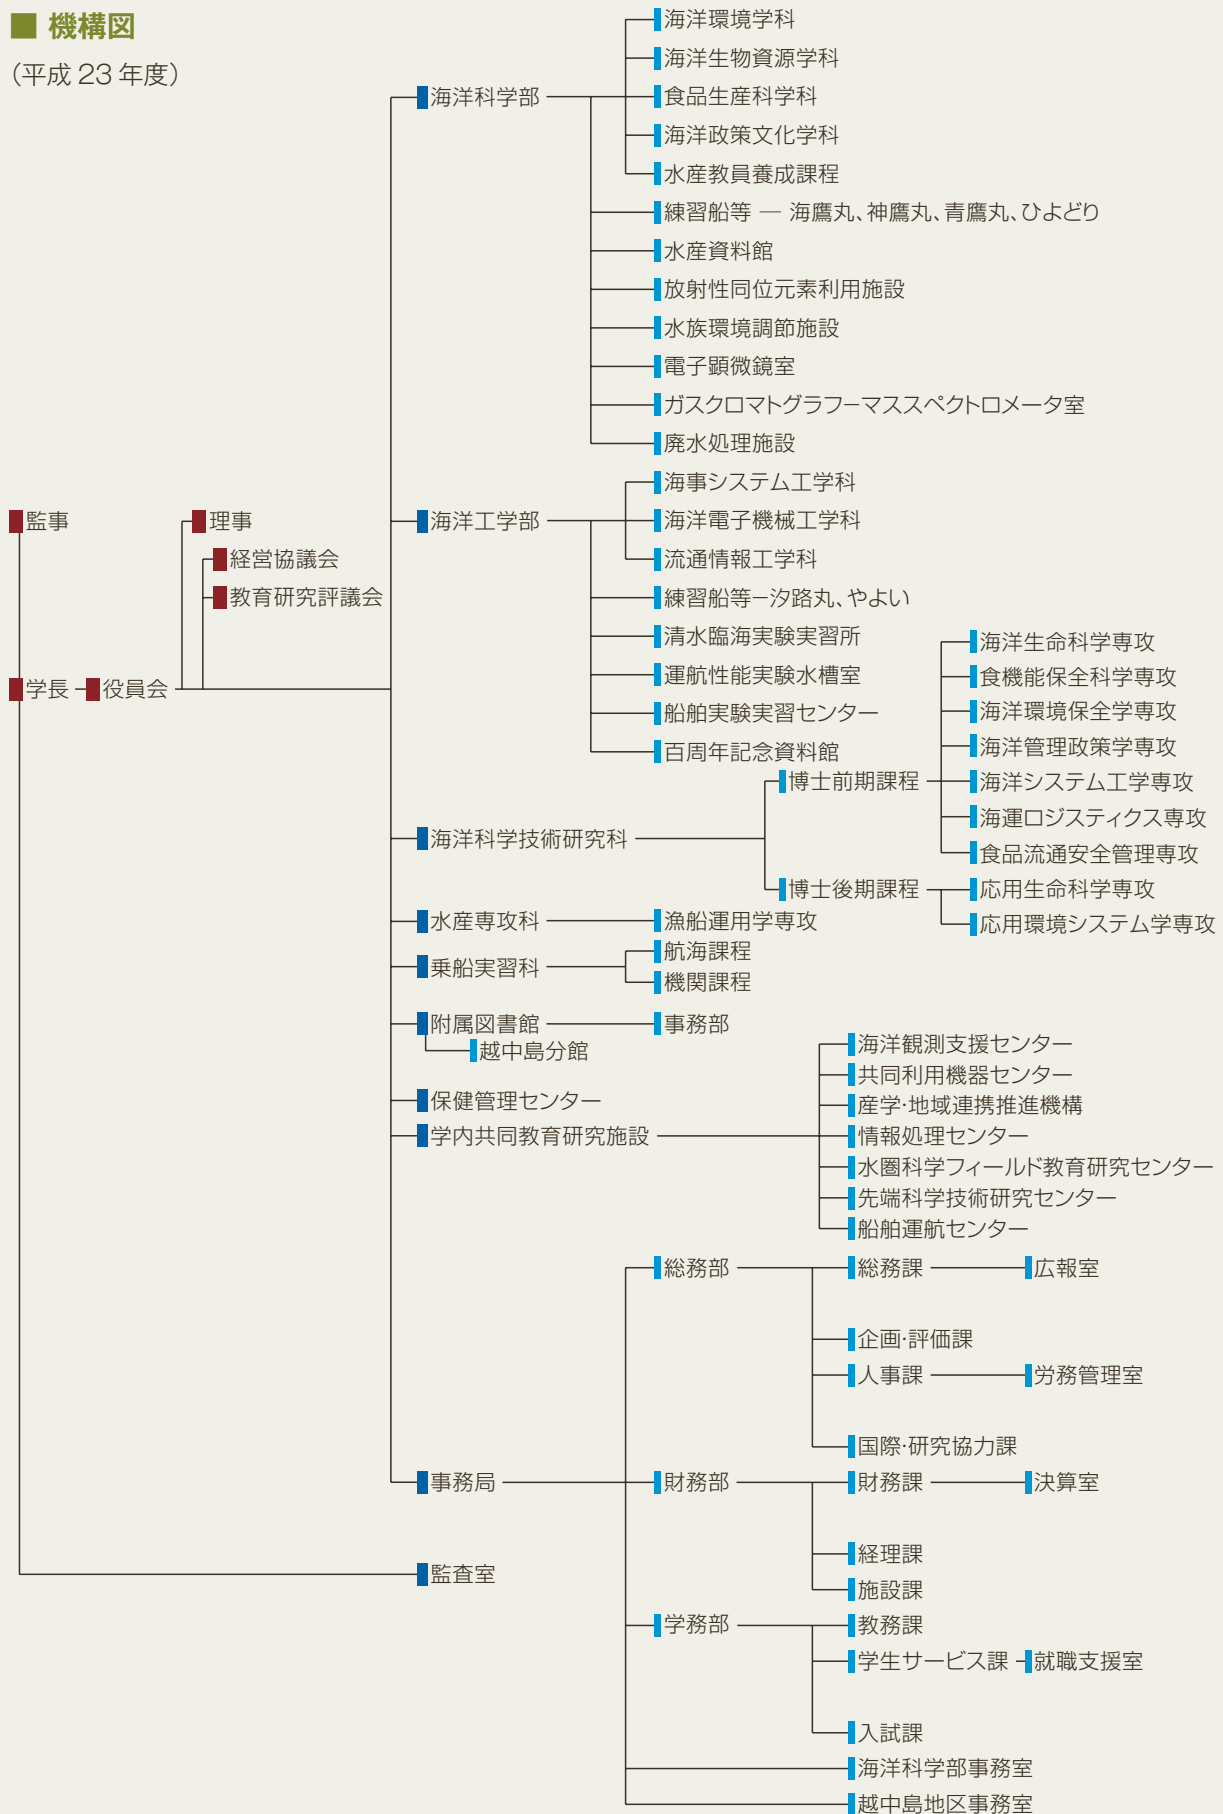 機構図
（平成 23 年度）
海洋科学部
海洋環境学科
海洋生物資源学科
食品生産科学科
海洋政策文化学科
水産教員養成課程
練習船等 ― 海鷹丸、神鷹丸、青鷹丸、ひよどり
水産資料館
放射性同位元素利用施設
水族環境調節施設
電子顕微鏡室
ガスクロマトグラフーマススペクトロメータ室
廃水処理施設
監事
学長
役員会
理事
経営協議会
教育研究評議会
海洋工学部
海事システム工学科
海洋電子機械工学科
流通情報工学科
練習船等ー汐路丸、やよい
清水臨海実験実習所
運航性能実験水槽室
船舶実験実習センター
百周年記念資料館
海洋科学技術研究科
博士前期課程
海洋生命科学専攻
食機能保全科学専攻
海洋環境保全学専攻
海洋管理政策学専攻
海洋システム工学専攻
海運ロジスティクス専攻
食品流通安全管理専攻
博士後期課程
応用生命科学専攻
応用環境システム学専攻
水産専攻科
漁船運用学専攻
乗船実習科
航海課程
機関課程
附属図書館
事務部
越中島分館
保健管理センター
学内共同教育研究施設
海洋観測支援センター
共同利用機器センター
産学・地域連携推進機構
情報処理センター
水圏科学フィールド教育研究センター
先端科学技術研究センター
船舶運航センター
事務局
総務部
総務課
広報室
企画・評価課
人事課
労務管理室
国際・研究協力課
財務部
財務課
決算室
経理課
施設課
監査室
学務部
教務課
学生サービス課
就職支援室
入試課
海洋科学部事務室
越中島地区事務室